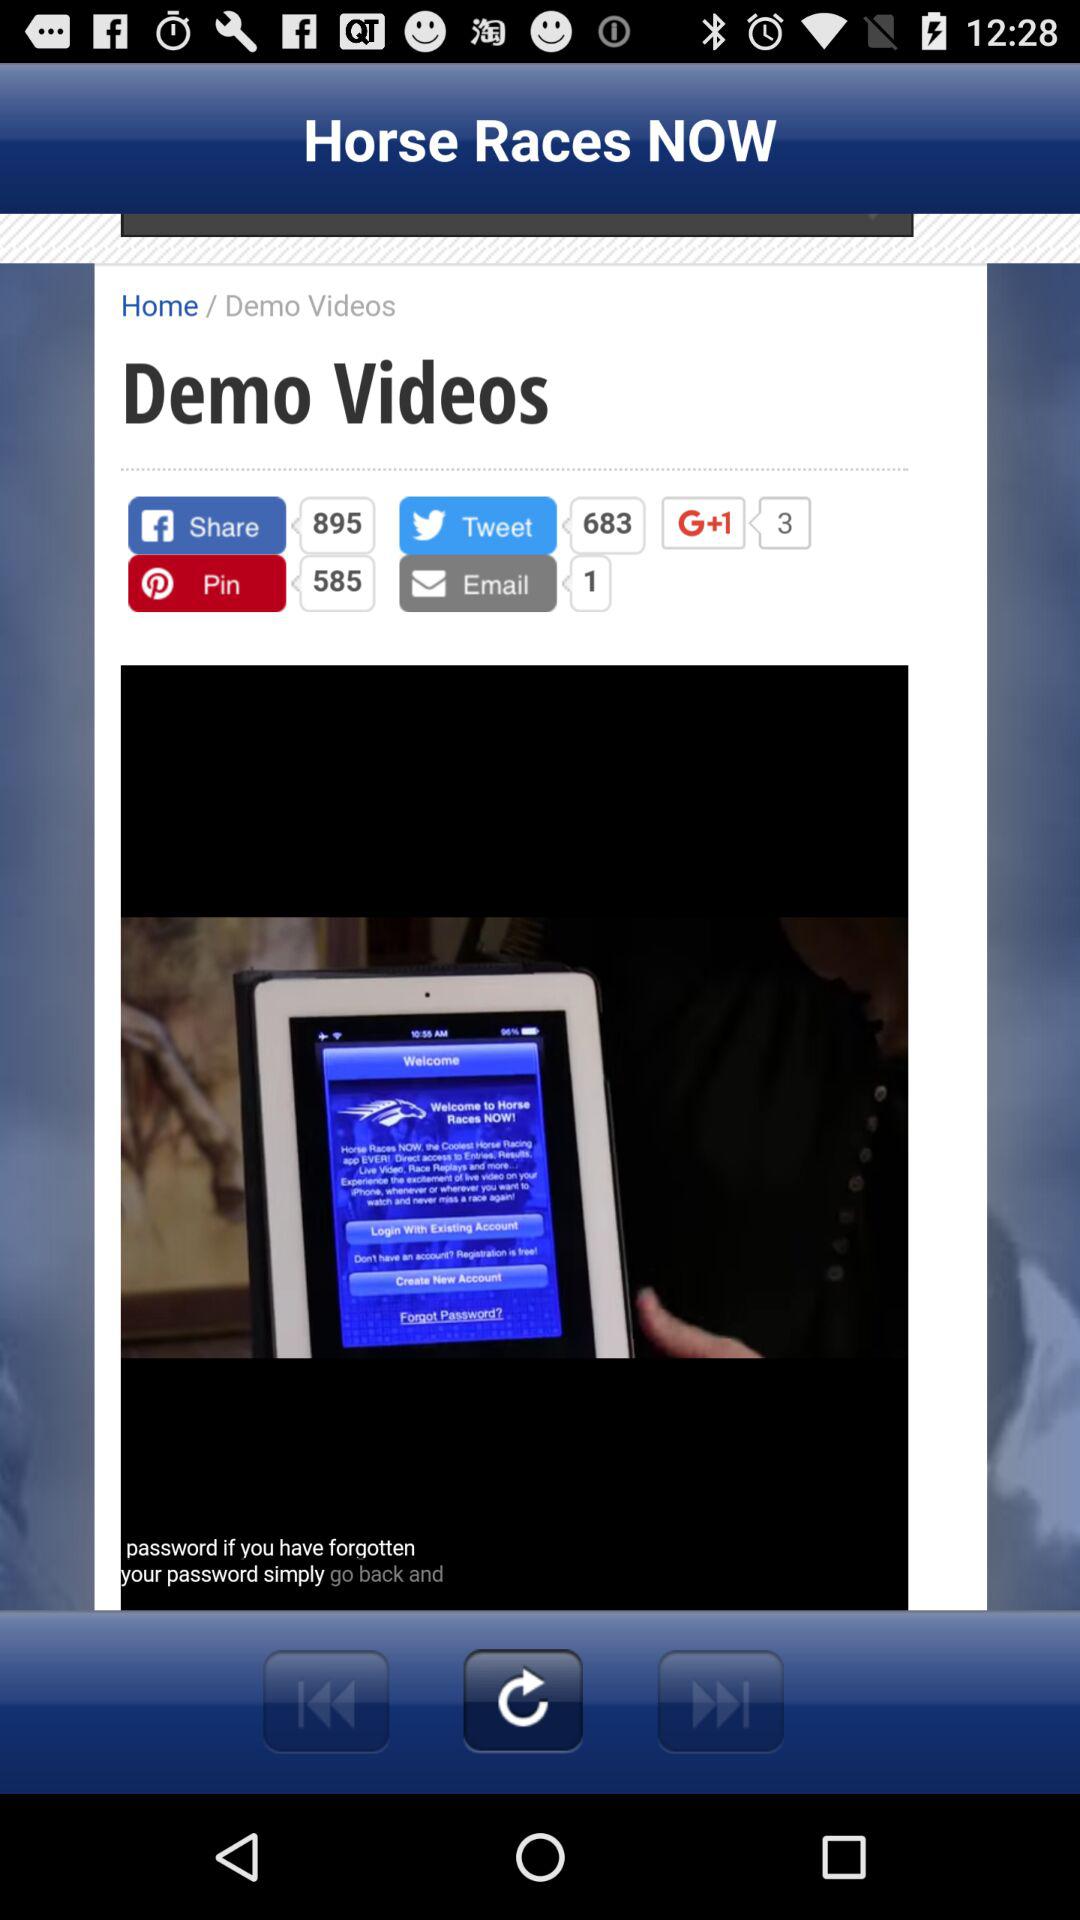 QT 淘 12:28
Horse Races NOW
Home / Demo Videos
Demo Videos
Share 895 Tweet 683 G+1 3
Pin 585 Email 1
10:55 AM 96%
Welcome
Welcome to Horse
Races NOW!
Horse Races NOW, the Coolest Horse Racing
app EVER! Direct access to Entries, Results,
Live Video, Race Replays and more...
Experience the excitement of live video on your
iPhone, whenever or wherever you want to
watch and never miss a race again!
Login With Existing Account
Don't have an account? Registration is free!
Create New Account
Forgot Password?
password if you have forgotten
your password simply go back and